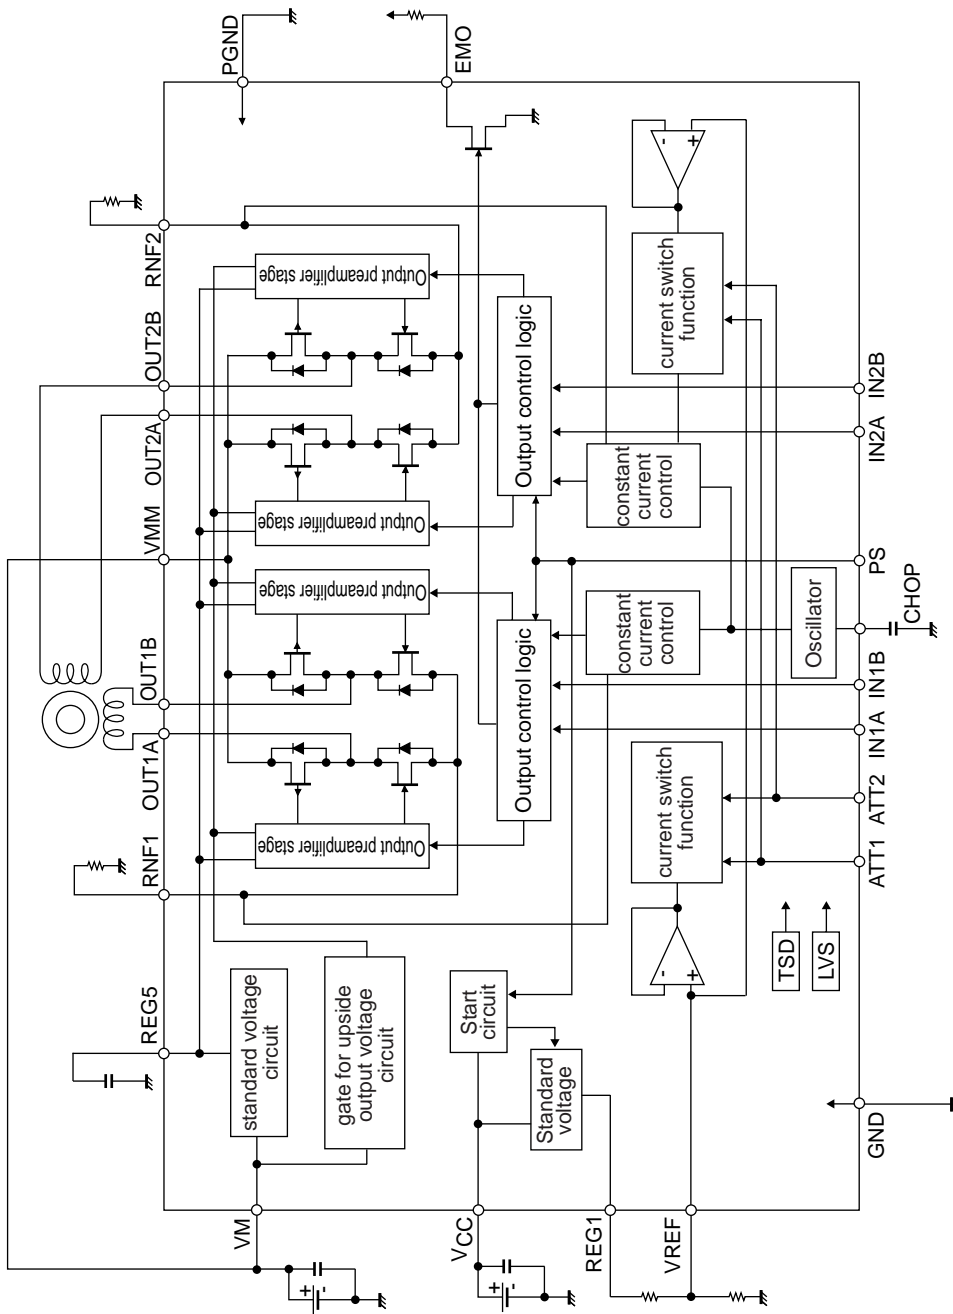 REG5
RNF1
OUT1A
OUT1B
VMM
OUT2A
OUT2B
RNF2
PGND
VM
+
-
standard voltage
circuit
gate for upside
output voltage
circuit
Output preamplifier stage
Output preamplifier stage
Output preamplifier stage
Output preamplifier stage
EMO
VCC
+
-
Start
circuit
Standard
voltage
Output control logic
Output control logic
REG1
constant
current
control
constant
current
control
VREF
-
+
current switch
function
current switch
function
-
+
TSD
LVS
Oscillator
GND
ATT1
ATT2
IN1A
IN1B
CHOP
PS
IN2A
IN2B